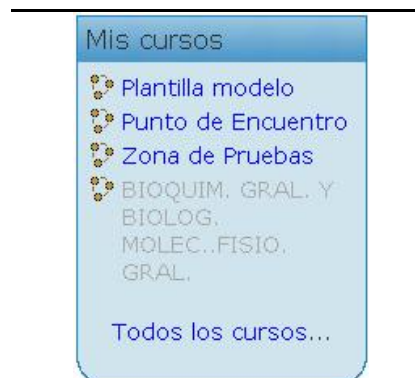 Mis cursos
Plantilla modelo
Punto de Encuentro
Zona de Pruebas
BIOQUIM. GRAL. Y
BIOLOG.
MOLEC..FISIO.
GRAL.
Todos los cursos...